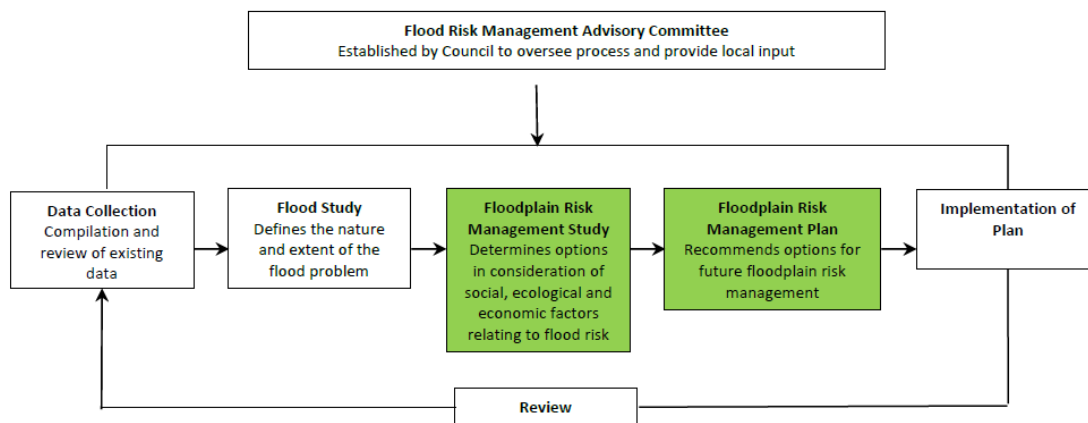 Flood Risk Management Advisory Committee
Established by Council to oversee process and provide local input
Data Collection
Compilation and
review of existing
data
Flood Study
Defines the nature
and extent of the
flood problem
Floodplain Risk
Management Study
Determines options
in consideration of
social, ecological and
economic factors
relating to flood risk
Floodplain Risk
Management Plan
Recommends options for
future floodplain risk
management
Implementation of
Plan
Review